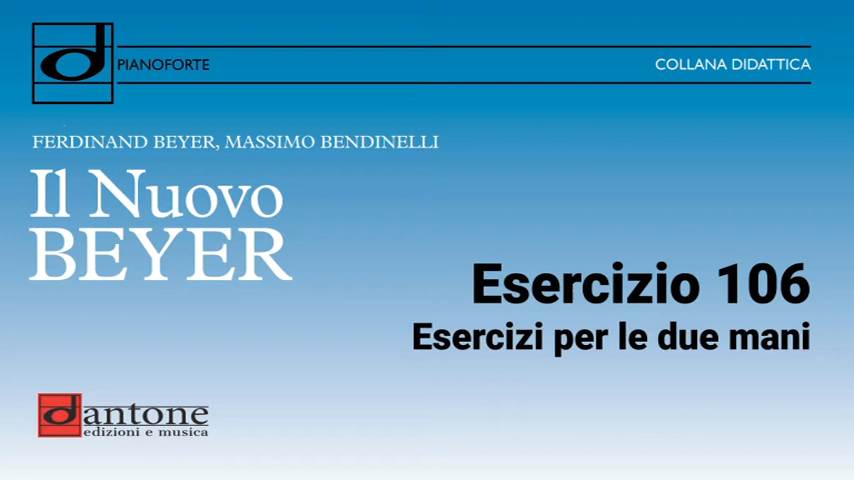 PIANOFORTE
COLLANA DIDATTICA
FERDINAND BEYER, MASSIMO BENDINELLI
Il Nuovo
BEYER
Esercizio 106
Esercizi per le due mani
dantone
edizioni e musica